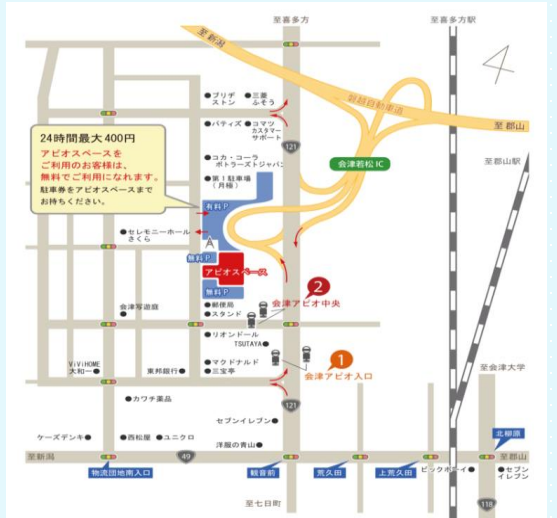 至喜多方
至喜多方駅
至新潟
磐越自動車道
至郡山
至郡山駅
●ブリヂ
ストン
●三菱
ふそう
●パティズ
●コマツ
カスタマー
サポート
121
●コカ・コーラ
ボトラーズジャパン
●第1駐車場
(月極)
会津若松IC
24時間最大400円
アピオスペースを
ご利用のお客様は、
無料でご利用になれます。
駐車券をアピオスペースまで
お持ちください。
有料P
●セレモニーホール
さくら
無料P
アピオスペース
無料P
2
会津アピオ中央
会津写遊庭
●
●郵便局
●スタンド
●リオンドール
TSUTAYA●
1
会津アピオ入口
ViViHOME
大和一●
東邦銀行●
●マクドナルド
●三宝亭
至会津大学
121
●カワチ薬品
セブンイレブン●
ケーズデンキ●
●西松屋
●ユニクロ
洋服の青山●
北柳原
至新潟
物流団地南入口
49
観音前
荒久田
上荒久田
ビックボーイ●
至郡山
●セブン
イレブン
至七日町
118